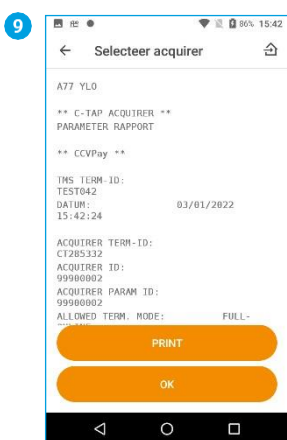 9
86% 15:42
Selecteer acquirer
A77 YLO
** C-TAP ACQUIRER **
PARAMETER RAPPORT
** CCVPay **
TMS TERM-ID:
TEST042
DATUM: 03/01/2022
15:42:24
ACQUIRER TERM-ID:
CT285332
ACQUIRER ID:
99900002
ACQUIRER PARAM ID:
99900002
ALLOWED TERM. MODE: FULL-
PRINT
OK